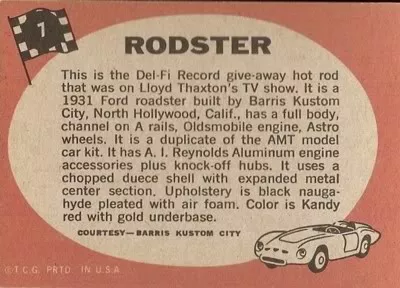 7
RODSTER
This is the Del-Fi Record give-away hot rod
that was on Lloyd Thaxton's TV show. It is a
1931 Ford roadster built by Barris Kustom
City, North Hollywood, Calif., has a full body,
channel on A rails, Oldsmobile engine, Astro
wheels. It is a duplicate of the AMT model
car kit. It has A. I. Reynolds Aluminum engine
accessories plus knock-off hubs. It uses a
chopped duece shell with expanded metal
center section. Upholstery is black nauga-
hyde pleated with air foam. Color is Kandy
red with gold underbase.
COURTESY—BARRIS KUSTOM CITY
© T.C.G. PRTD. IN U.S.A.